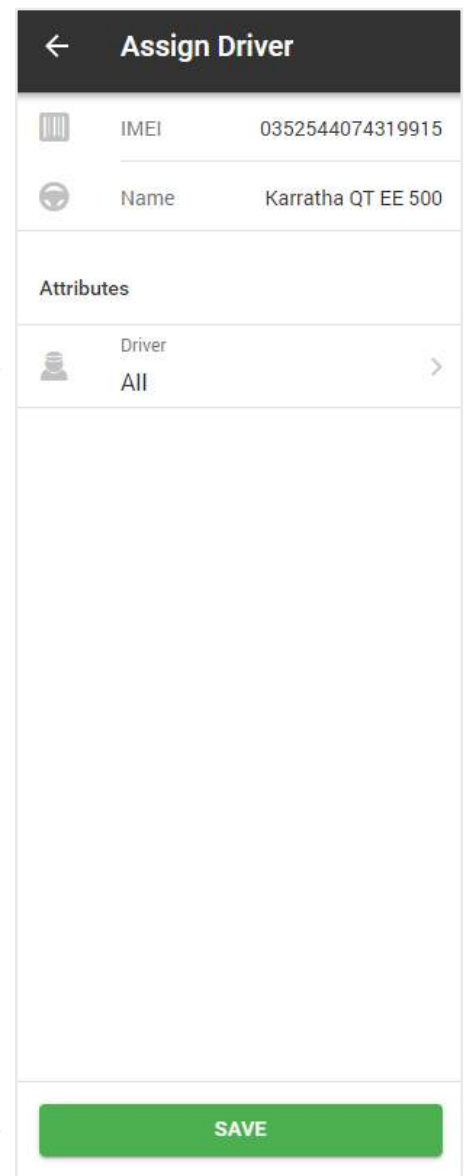 Assign Driver
IMEI 0352544074319915
Name Karratha QT EE 500
Attributes
Driver
All
SAVE